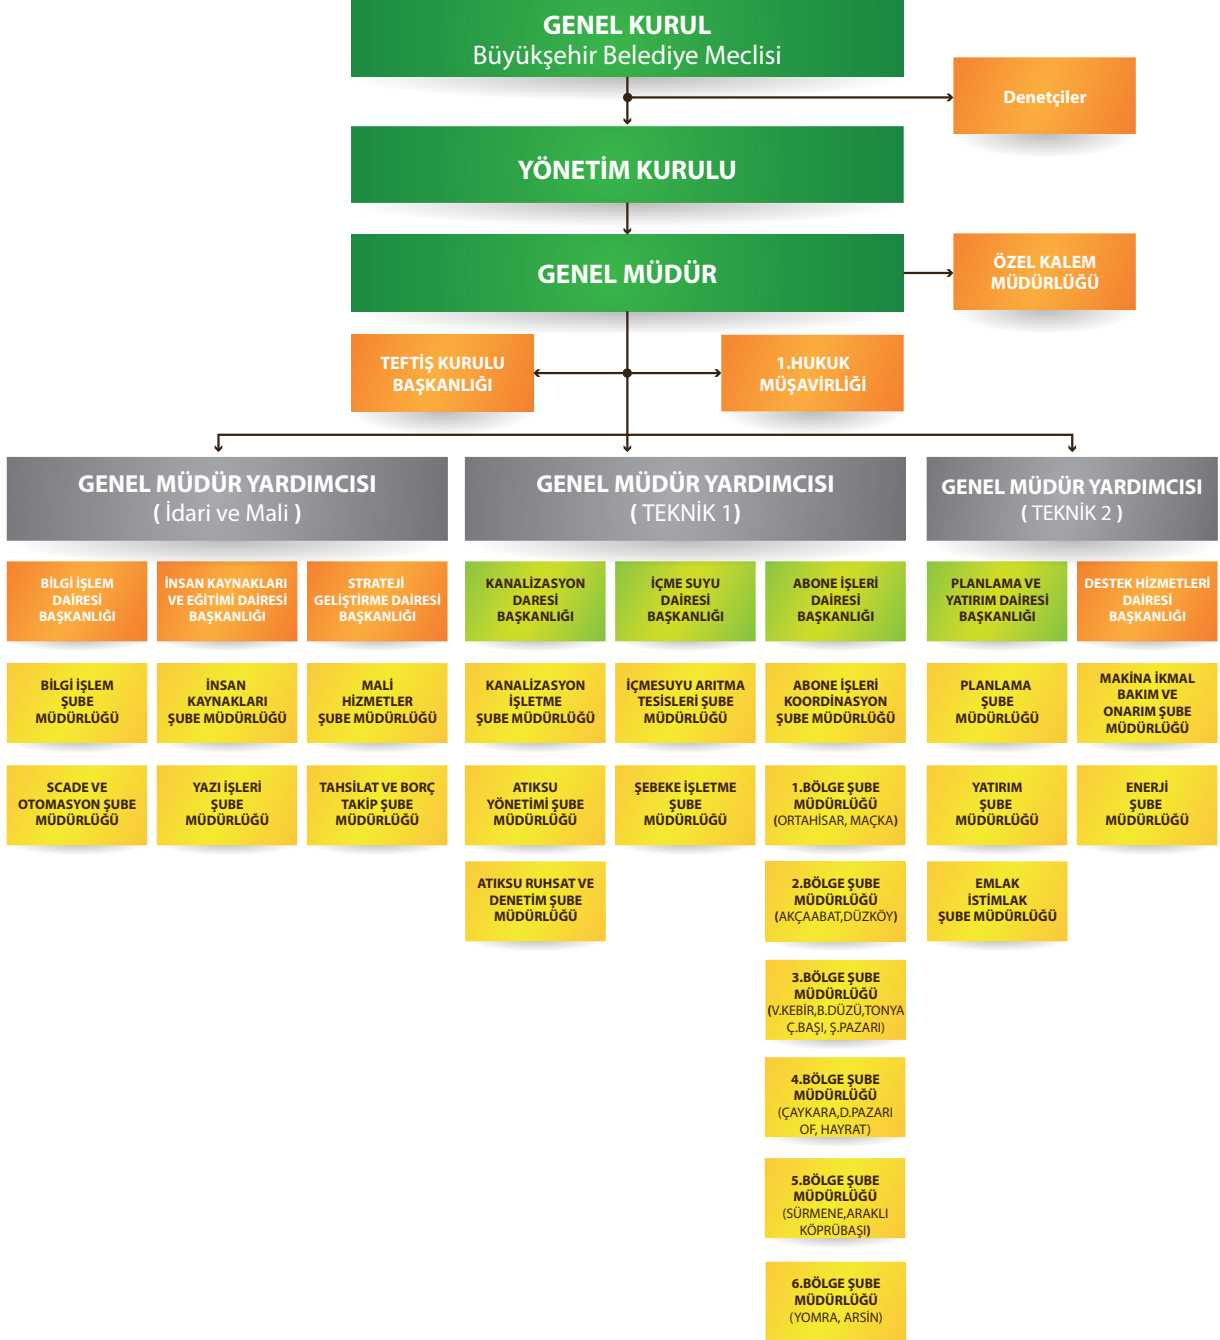 GENEL KURUL
Büyükşehir Belediye Meclisi
Denetçiler
YÖNETİM KURULU
GENEL MÜDÜR
ÖZEL KALEM
MÜDÜRLÜĞÜ
TEFTİŞ KURULU
BAŞKANLIĞI
1.HUKUK
MÜŞAVİRLİĞİ
GENEL MÜDÜR YARDIMCISI
( İdari ve Mali )
GENEL MÜDÜR YARDIMCISI
( TEKNİK 1)
GENEL MÜDÜR YARDIMCISI
( TEKNİK 2 )
BİLGİ İŞLEM
DAİRESİ
BAŞKANLIĞI
İNSAN KAYNAKLARI
VE EĞİTİMİ DAİRESİ
BAŞKANLIĞI
STRATEJİ
GELİŞTİRME DAİRESİ
BAŞKANLIĞI
KANALİZASYON
DARESİ
BAŞKANLIĞI
İÇME SUYU
DAİRESİ
BAŞKANLIĞI
ABONE İŞLERİ
DAİRESİ
BAŞKANLIĞI
PLANLAMA VE
YATIRIM DAİRESİ
BAŞKANLIĞI
DESTEK HİZMETLERİ
DAİRESİ
BAŞKANLIĞI
BİLGİ İŞLEM
ŞUBE
MÜDÜRLÜĞÜ
İNSAN
KAYNAKLARI
ŞUBE MÜDÜRLÜĞÜ
MALİ
HİZMETLER
ŞUBE MÜDÜRLÜĞÜ
KANALİZASYON
İŞLETME
ŞUBE MÜDÜRLÜĞÜ
İÇMESUYU ARITMA
TESİSLERİ ŞUBE
MÜDÜRLÜĞÜ
ABONE İŞLERİ
KOORDİNASYON
ŞUBE MÜDÜRLÜĞÜ
PLANLAMA
ŞUBE
MÜDÜRLÜĞÜ
MAKİNA İKMAL
BAKIM VE
ONARIM ŞUBE
MÜDÜRLÜĞÜ
SCADE VE
OTOMASYON ŞUBE
MÜDÜRLÜĞÜ
YAZI İŞLERİ
ŞUBE
MÜDÜRLÜĞÜ
TAHSİLAT VE BORÇ
TAKİP ŞUBE
MÜDÜRLÜĞÜ
ATIKSU
YÖNETİMİ ŞUBE
MÜDÜRLÜĞÜ
ŞEBEKE İŞLETME
ŞUBE
MÜDÜRLÜĞÜ
1.BÖLGE ŞUBE
MÜDÜRLÜĞÜ
(ORTAHİSAR, MAÇKA)
YATIRIM
ŞUBE
MÜDÜRLÜĞÜ
ENERJİ
ŞUBE
MÜDÜRLÜĞÜ
ATIKSU RUHSAT VE
DENETİM ŞUBE
MÜDÜRLÜĞÜ
2.BÖLGE ŞUBE
MÜDÜRLÜĞÜ
(AKÇAABAT,DÜZKÖY)
EMLAK
İSTİMLAK
ŞUBE MÜDÜRLÜĞÜ
3.BÖLGE ŞUBE
MÜDÜRLÜĞÜ
(V.KEBİR,B.DÜZÜ,TONYA
Ç.BAŞI, Ş.PAZARI)
4.BÖLGE ŞUBE
MÜDÜRLÜĞÜ
(ÇAYKARA,D.PAZARI
OF, HAYRAT)
5.BÖLGE ŞUBE
MÜDÜRLÜĞÜ
(SÜRMENE,ARAKLI
KÖPRÜBAŞI)
6.BÖLGE ŞUBE
MÜDÜRLÜĞÜ
(YOMRA, ARSİN)